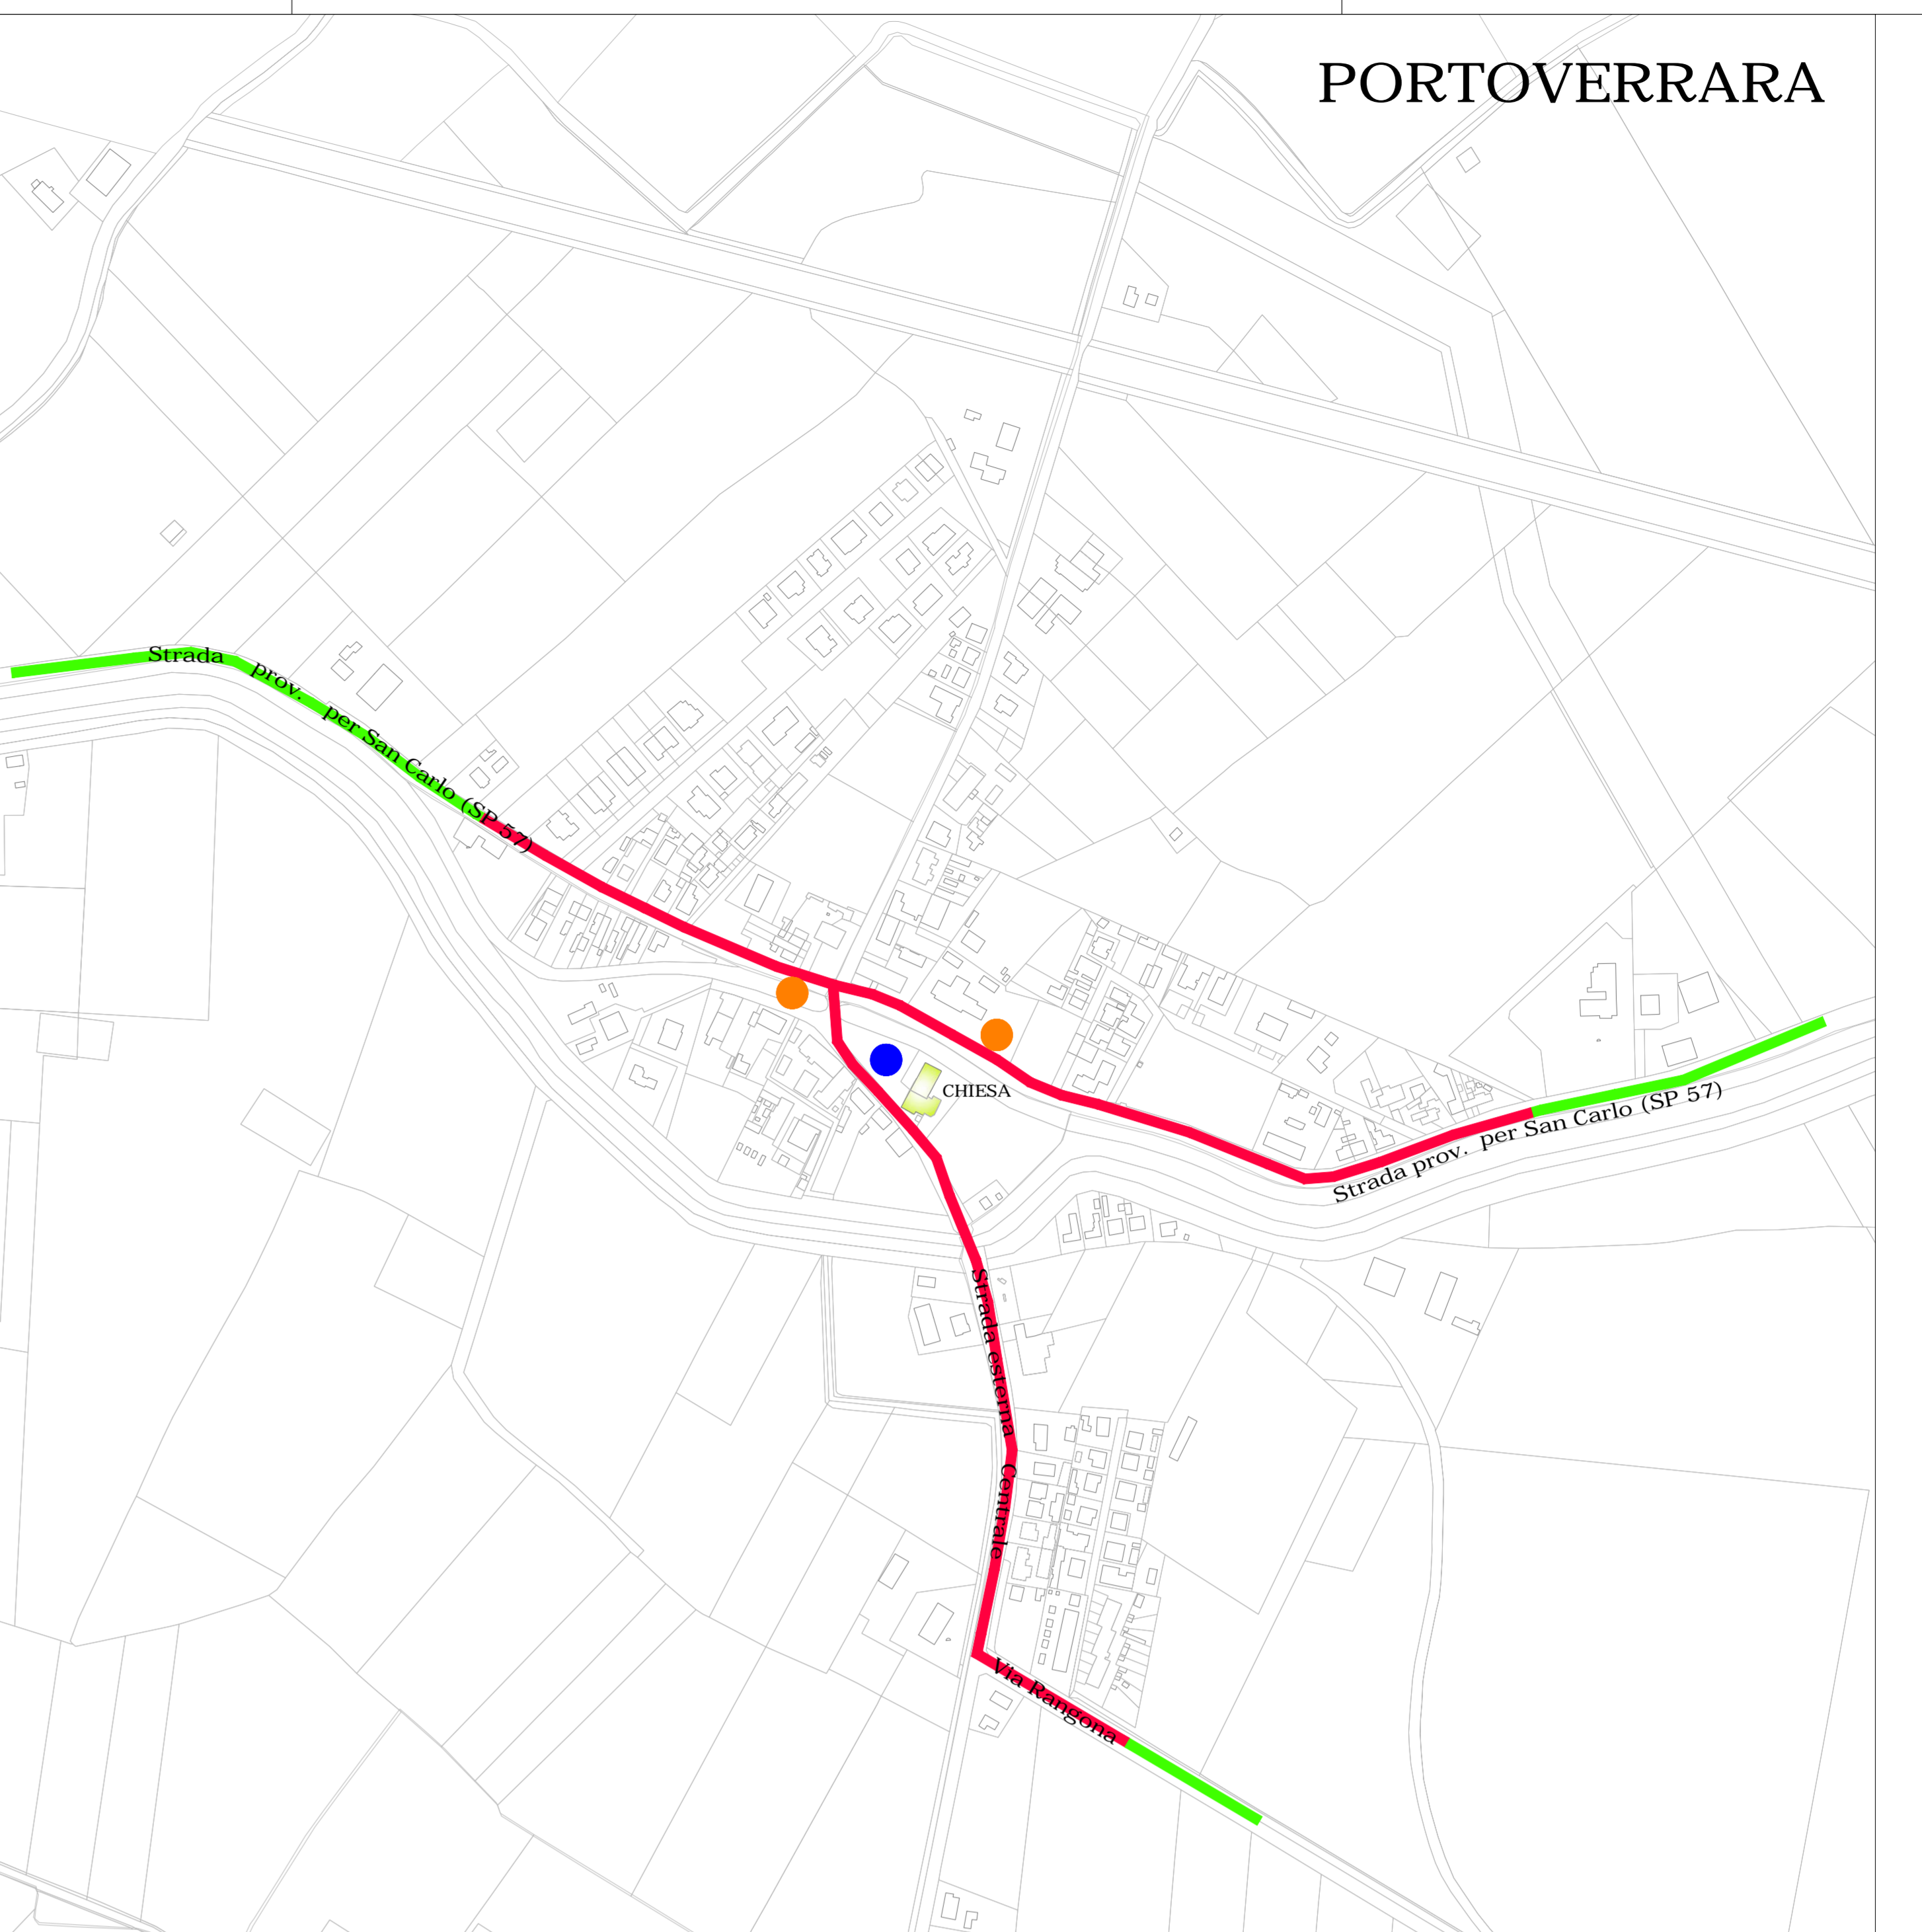 PORTOVERRARA
Strada prov. per San Carlo (SP 57)
CHIESA
Strada prov. per San Carlo (SP 57)
Strada esterna Centrale
Via Rangona